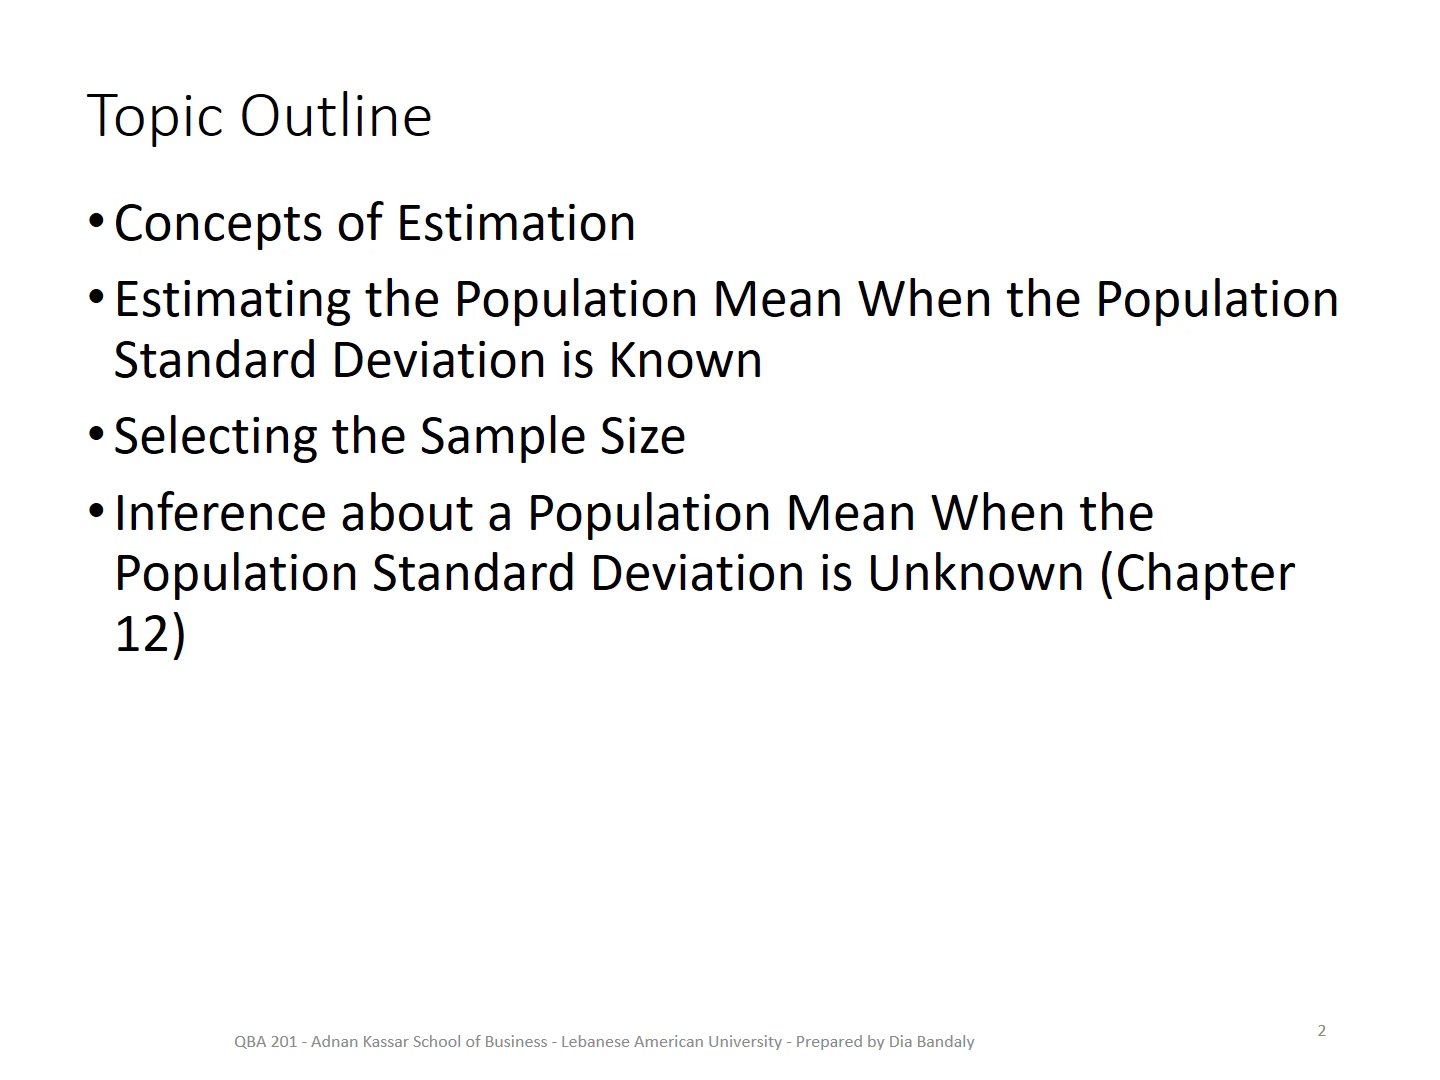 Topic Outline
• Concepts of Estimation
• Estimating the Population Mean When the Population
Standard Deviation is Known
• Selecting the Sample Size
• Inference about a Population Mean When the
Population Standard Deviation is Unknown (Chapter
12)
QBA 201 - Adnan Kassar School of Business - Lebanese American University - Prepared by Dia Bandaly
2